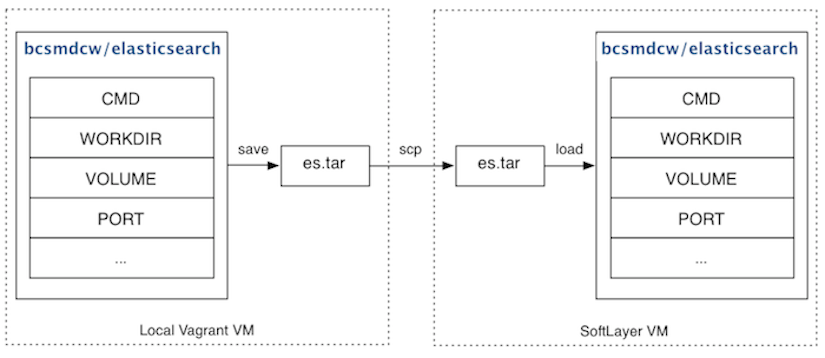 bcsmdcw/elasticsearch
CMD
WORKDIR
VOLUME
PORT
...
save
es.tar
scp
es.tar
load
bcsmdcw/elasticsearch
CMD
WORKDIR
VOLUME
PORT
...
Local Vagrant VM
SoftLayer VM